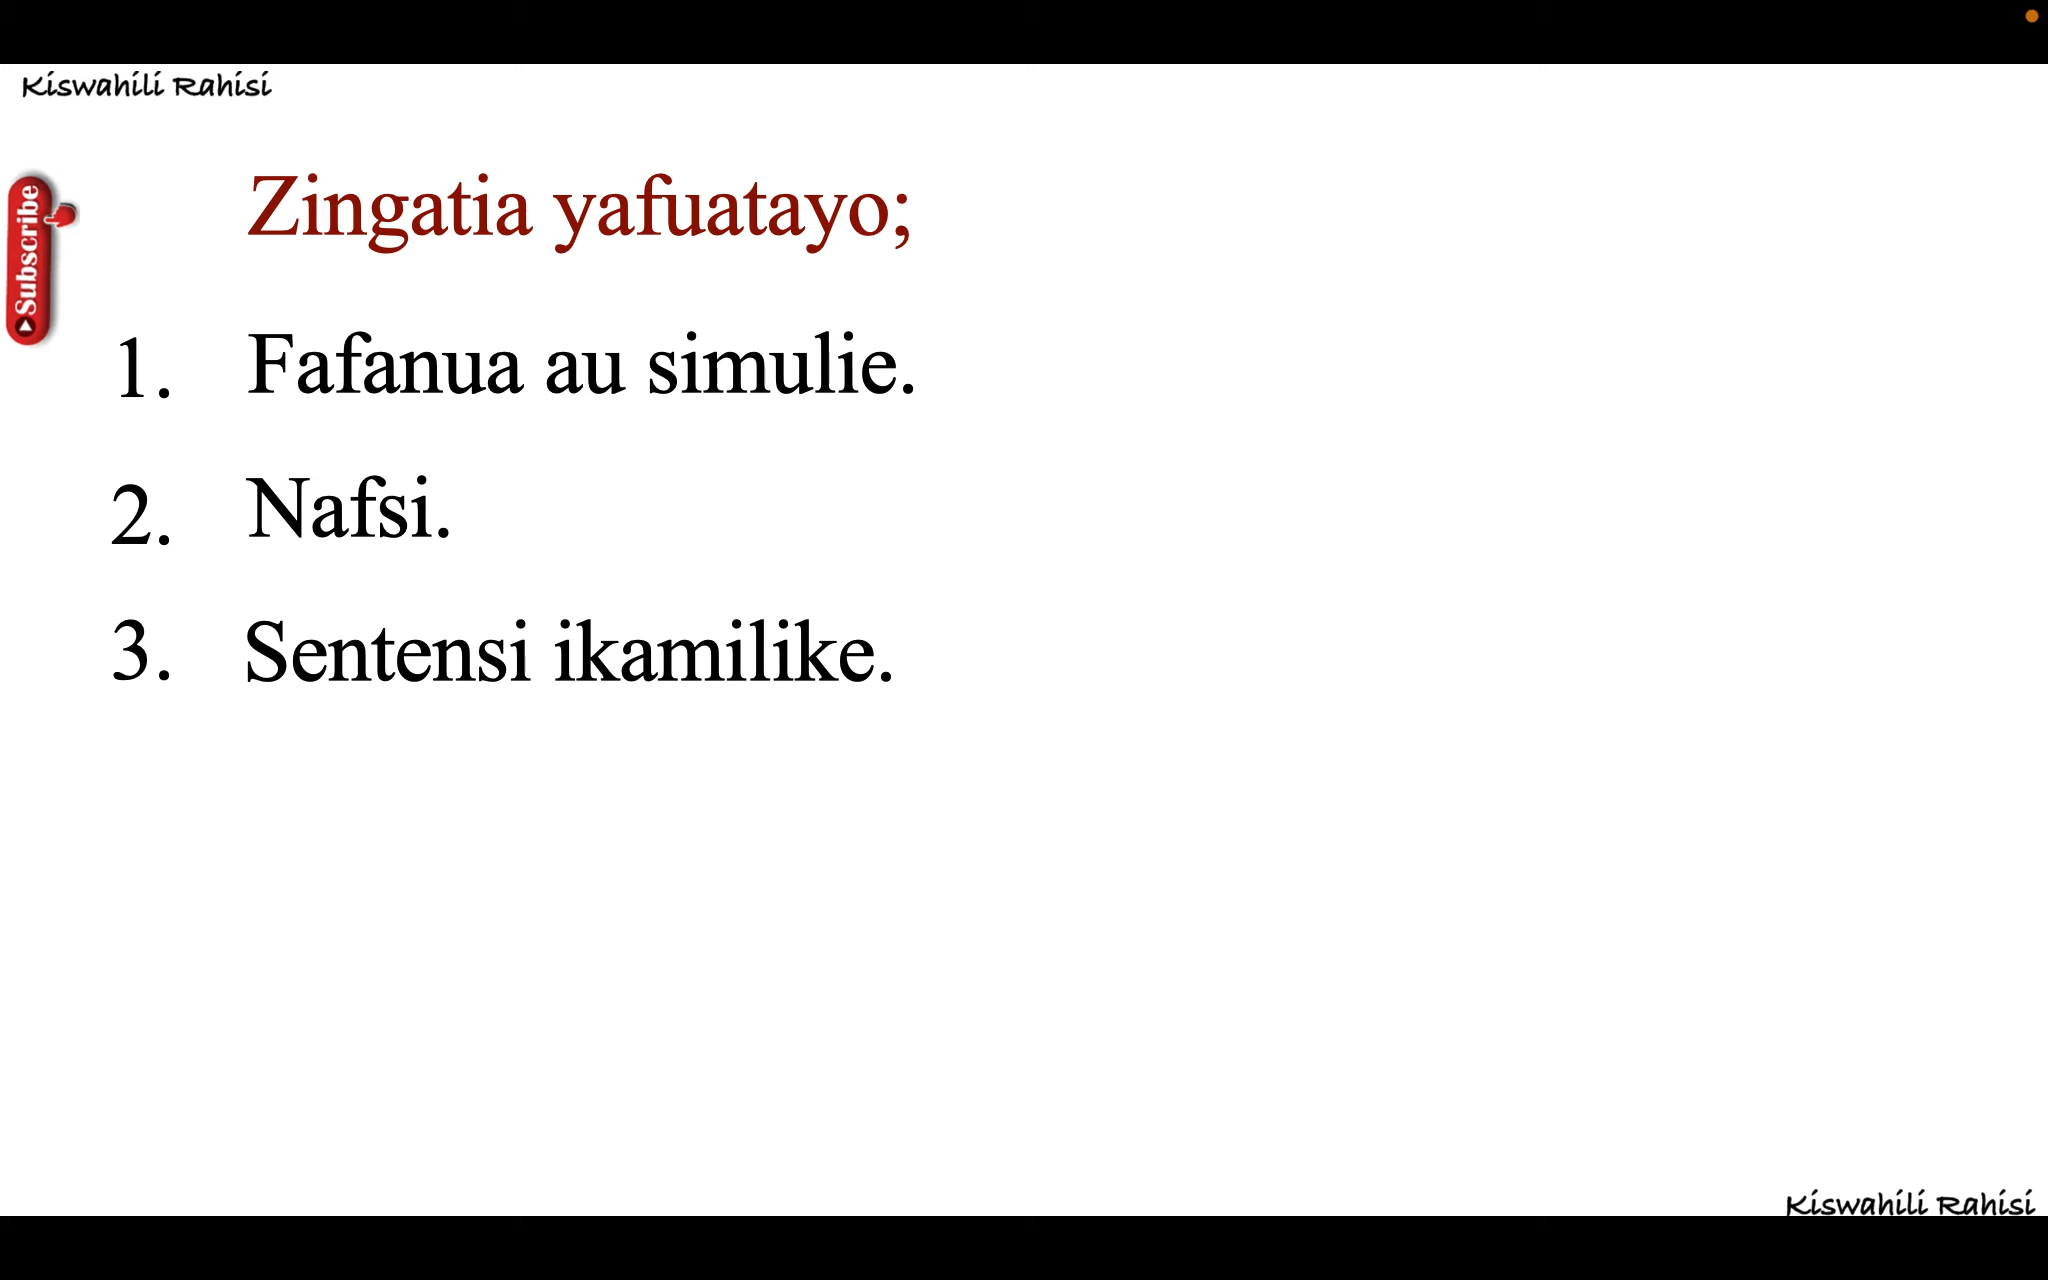 Kiswahili Rahisi
Subscribe
Zingatia yafuatayo;
1. Fafanua au simulie.
2. Nafsi.
3. Sentensi ikamilike.
Kiswahili Rahisi